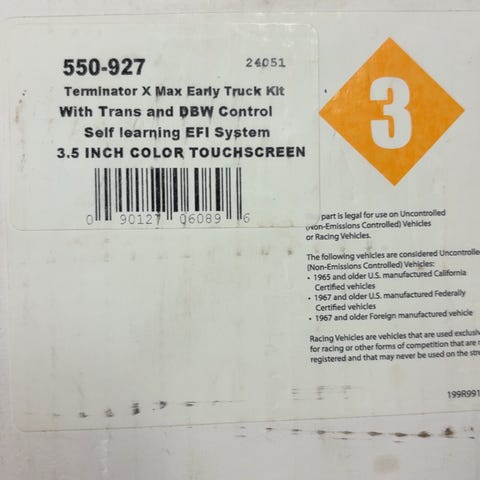 550-927
24051
Terminator X Max Early Truck Kit
With Trans and DBW Control
Self learning EFI System
3.5 INCH COLOR TOUCHSCREEN
0 90127 06089 6
3
part is legal for use on Uncontrolled
(Non-Emissions Controlled) Vehicles
or Racing Vehicles.
The following vehicles are considered Uncontrolle
(Non-Emissions Controlled) Vehicles:
• 1965 and older U.S. manufactured California
Certified vehicles
• 1967 and older U.S. manufactured Federally
Certified vehicles
• 1967 and older Foreign manufactured vehicle
Racing Vehicles are vehicles that are used exclusiv
for racing or other forms of competition that are
registered and that may never be used on the
199R991